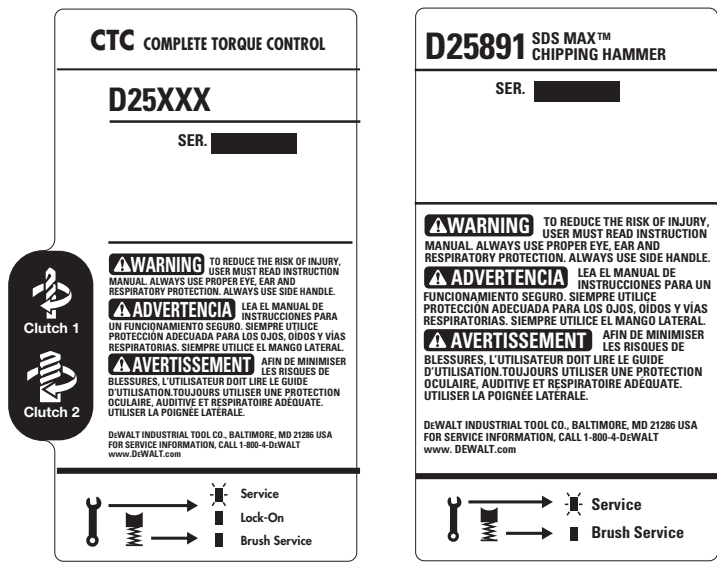 CTC COMPLETE TORQUE CONTROL
D25XXX
SER.
WARNING TO REDUCE THE RISK OF INJURY,
USER MUST READ INSTRUCTION
MANUAL. ALWAYS USE PROPER EYE, EAR AND
RESPIRATORY PROTECTION. ALWAYS USE SIDE HANDLE.
ADVERTENCIA LEA EL MANUAL DE
INSTRUCCIONES PARA
UN FUNCIONAMIENTO SEGURO. SIEMPRE UTILICE
PROTECCIÓN ADECUADA PARA LOS OJOS, OÍDOS Y VÍAS
RESPIRATORIAS. SIEMPRE UTILICE EL MANGO LATERAL.
AVERTISSEMENT AFIN DE MINIMISER
LES RISQUES DE
BLESSURES, L'UTILISATEUR DOIT LIRE LE GUIDE
D'UTILISATION.TOUJOURS UTILISER UNE PROTECTION
OCULAIRE, AUDITIVE ET RESPIRATOIRE ADÉQUATE.
UTILISER LA POIGNÉE LATÉRALE.
DEWALT INDUSTRIAL TOOL CO., BALTIMORE, MD 21286 USA
FOR SERVICE INFORMATION, CALL 1-800-4-DEWALT
www.DEWALT.com
Clutch 1
Clutch 2
Service
Lock-On
Brush Service
D25891 SDS MAX™
CHIPPING HAMMER
SER.
WARNING TO REDUCE THE RISK OF INJURY,
USER MUST READ INSTRUCTION
MANUAL. ALWAYS USE PROPER EYE, EAR AND
RESPIRATORY PROTECTION. ALWAYS USE SIDE HANDLE.
ADVERTENCIA LEA EL MANUAL DE
INSTRUCCIONES PARA UN
FUNCIONAMIENTO SEGURO. SIEMPRE UTILIÇE
PROTECCIÓN ADECUADA PARA LOS OJOS, OÍDOS Y VÍAS
RESPIRATORIAS. SIEMPRE UTILICE EL MANGO LATERAL.
AVERTISSEMENT AFIN DE MINIMISER
LES RISQUES DE
BLESSURES, L'UTILISATEUR DOIT LIRE LE GUIDE
D'UTILISATION.TOUJOURS UTILISER UNE PROTECTION
OCULAIRE, AUDITIVE ET RESPIRATOIRE ADÉQUATE.
UTILISER LA POIGNÉE LATÉRALE.
DEWALT INDUSTRIAL TOOL CO., BALTIMORE, MD 21286 USA
FOR SERVICE INFORMATION, CALL 1-800-4-DEWALT
www. DEWALT.com
Service
Brush Service